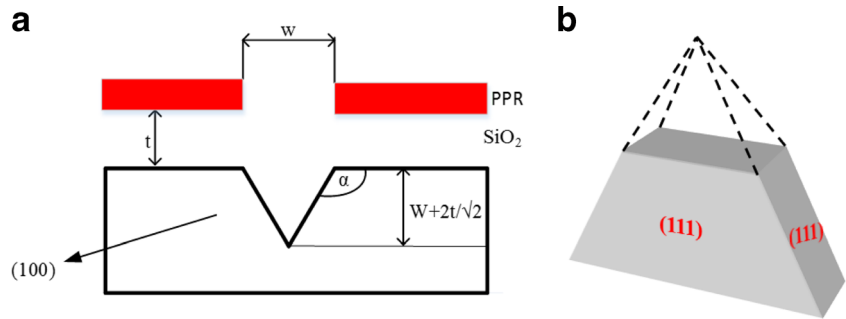 a
b
w
PPR
SiO₂
t
α
W+2t/√2
(100)
(111)
(111)